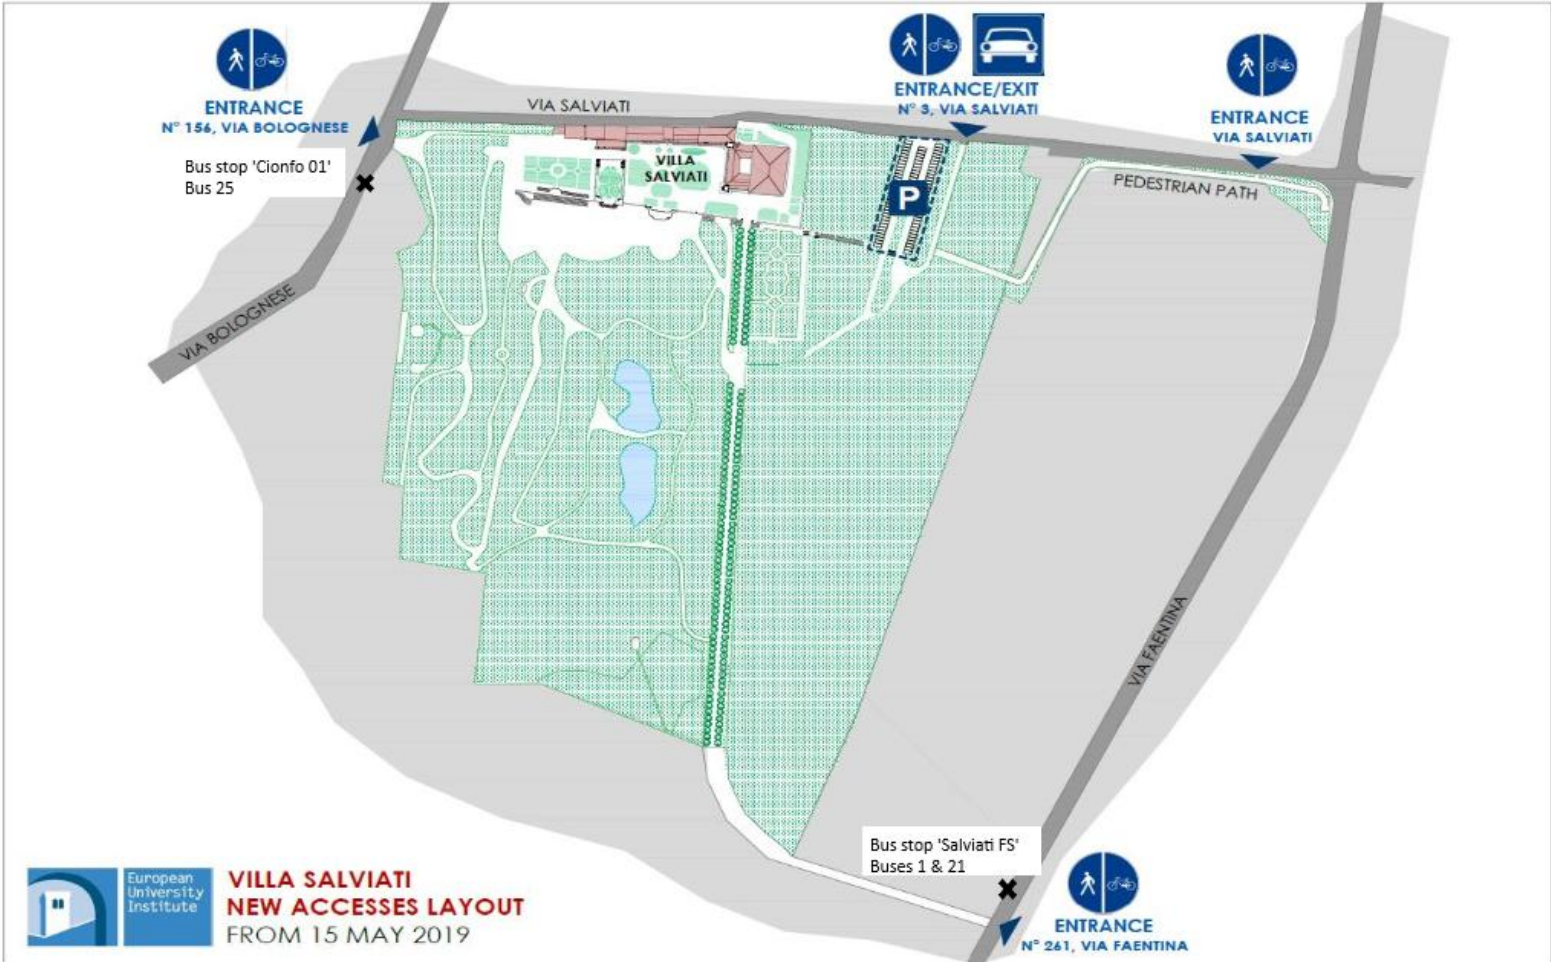 ENTRANCE
N° 156, VIA BOLOGNESE
Bus stop 'Cionfo 01'
Bus 25
VIA BOLOGNESE
VIA SALVIATI
VILLA
SALVIATI
P
ENTRANCE/EXIT
N° 3, VIA SALVIATI
ENTRANCE
VIA SALVIATI
PEDESTRIAN PATH
VIA FAENTINA
Bus stop 'Salviati FS'
Buses 1 & 21
ENTRANCE
N° 261, VIA FAENTINA
European
University
Institute
VILLA SALVIATI
NEW ACCESSES LAYOUT
FROM 15 MAY 2019